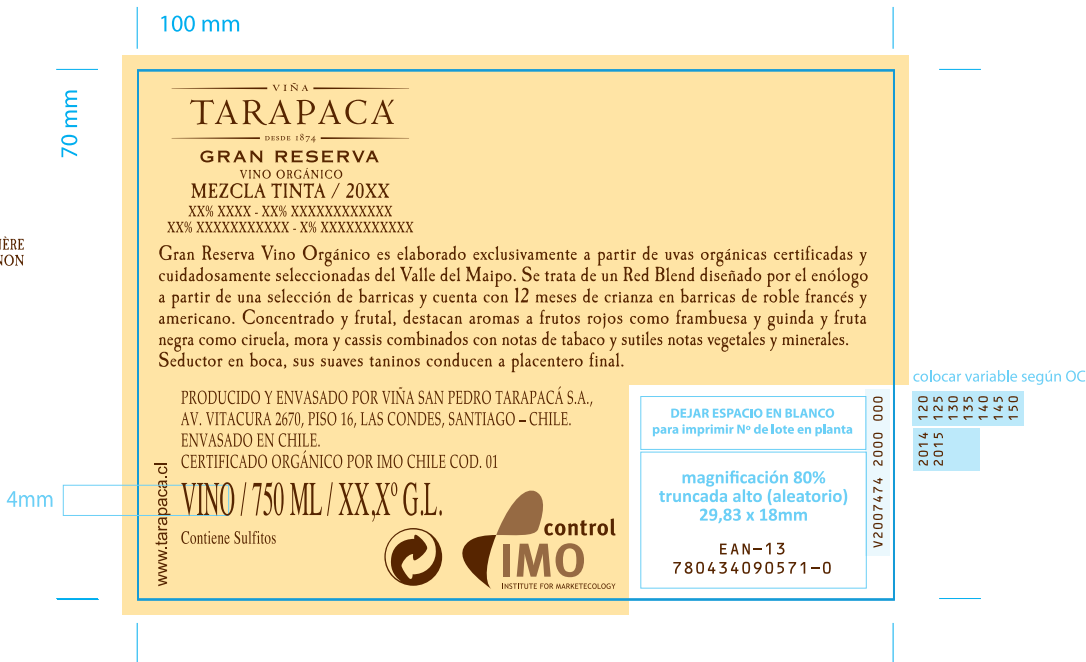 100 mm
70 mm
ÈRE
NON
VIÑA
TARAPACÁ
DESDE 1874
GRAN RESERVA
VINO ORGÁNICO
MEZCLA TINTA / 20XX
XX% XXXX - XX% XXXXXXXXXXXX
XX% XXXXXXXXXXX - X% XXXXXXXXXXX
Gran Reserva Vino Orgánico es elaborado exclusivamente a partir de uvas orgánicas certificadas y
cuidadosamente seleccionadas del Valle del Maipo. Se trata de un Red Blend diseñado por el enólogo
a partir de una selección de barricas y cuenta con 12 meses de crianza en barricas de roble francés y
americano. Concentrado y frutal, destacan aromas a frutos rojos como frambuesa y guinda y fruta
negra como ciruela, mora y cassis combinados con notas de tabaco y sutiles notas vegetales y minerales.
Seductor en boca, sus suaves taninos conducen a placentero final.
PRODUCIDO Y ENVASADO POR VIÑA SAN PEDRO TARAPACÁ S.A.,
AV. VITACURA 2670, PISO 16, LAS CONDES, SANTIAGO – CHILE.
ENVASADO EN CHILE.
CERTIFICADO ORGÁNICO POR IMO CHILE COD. 01
4mm
VINO / 750 ML / XX,Xº G.L.
Contiene Sulfitos
www.tarapaca.cl
control
IMO
INSTITUTE FOR MARKETECOLOGY
DEJAR ESPACIO EN BLANCO
para imprimir Nº de lote en planta
magnificación 80%
truncada alto (aleatorio)
29,83 x 18mm
EAN-13
780434090571-0
V2007474 2000 000
colocar variable según OC
120
125
130
135
140
145
150
2014
2015